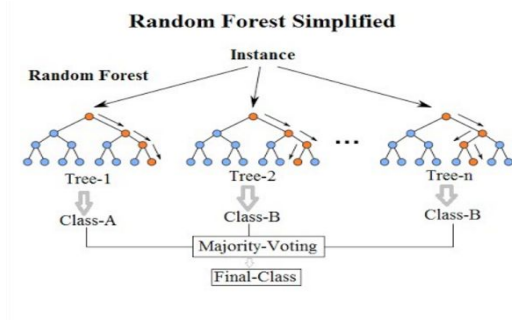 Random Forest Simplified
Instance
Random Forest
...
Tree-1 Tree-2 Tree-n
Class-A Class-B Class-B
Majority-Voting
Final-Class